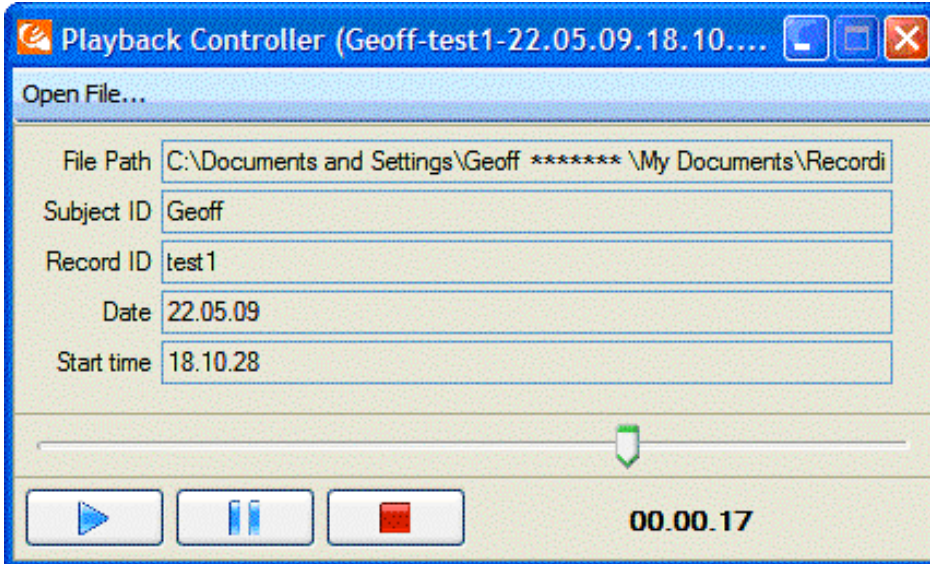 Playback Controller (Geoff-test1-22.05.09.18.10....
Open File...
File Path C:\Documents and Settings\Geoff ******* \My Documents\Recordi
Subject ID Geoff
Record ID test1
Date 22.05.09
Start time 18.10.28
00.00.17